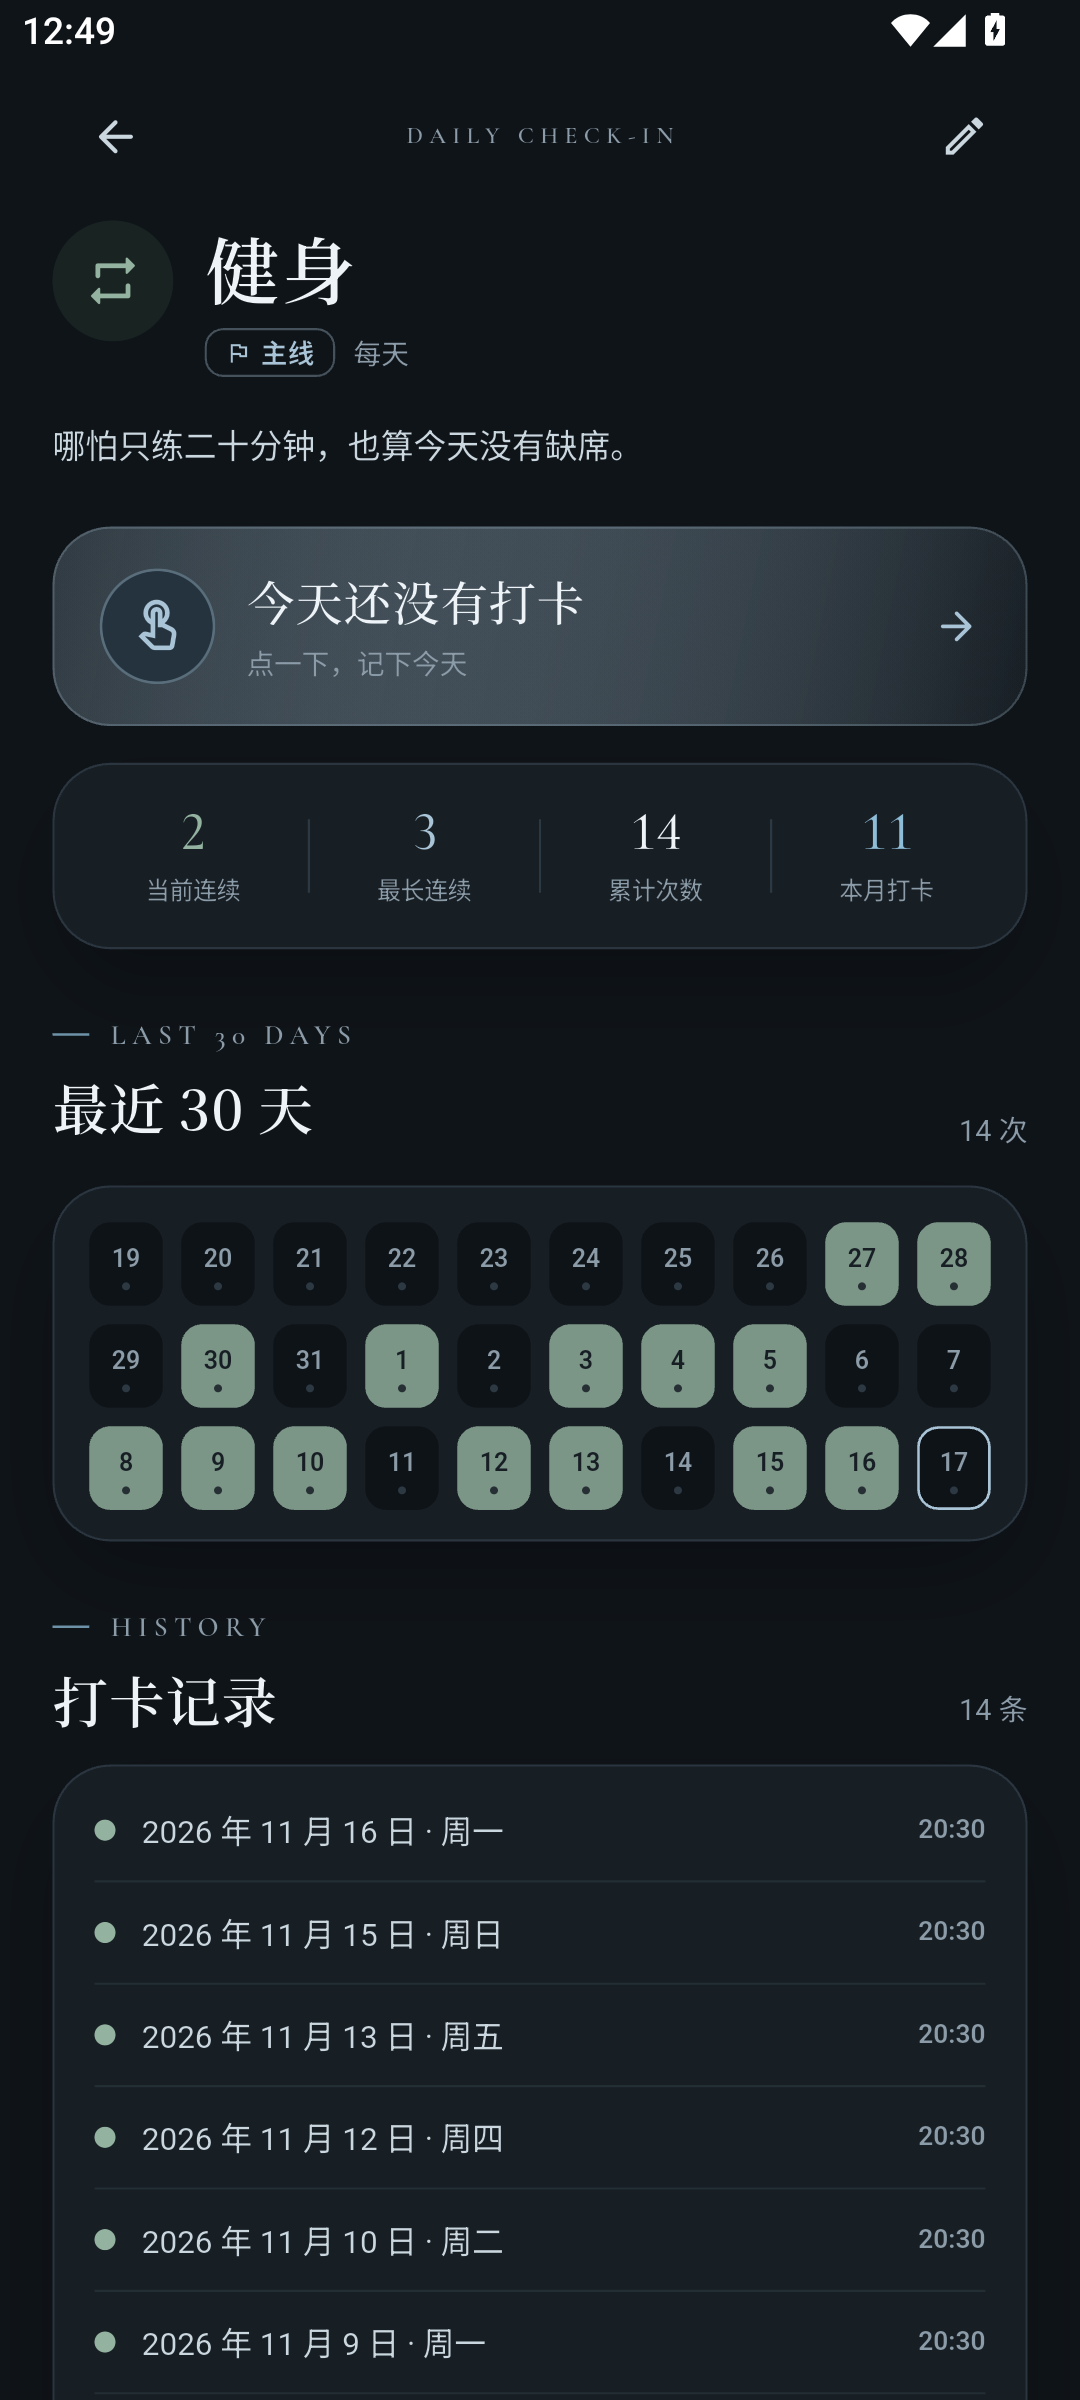 12:49
DAILY CHECK-IN
健身
主线 每天
哪怕只练二十分钟，也算今天没有缺席。
今天还没有打卡
点一下，记下今天
2 3 14 11
当前连续 最长连续 累计次数 本月打卡
LAST 30 DAYS
最近 30 天
14 次
19 20 21 22 23 24 25 26 27 28
29 30 31 1 2 3 4 5 6 7
8 9 10 11 12 13 14 15 16 17
HISTORY
打卡记录
14 条
2026 年 11 月 16 日 · 周一 20:30
2026 年 11 月 15 日 · 周日 20:30
2026 年 11 月 13 日 · 周五 20:30
2026 年 11 月 12 日 · 周四 20:30
2026 年 11 月 10 日 · 周二 20:30
2026 年 11 月 9 日 · 周一 20:30